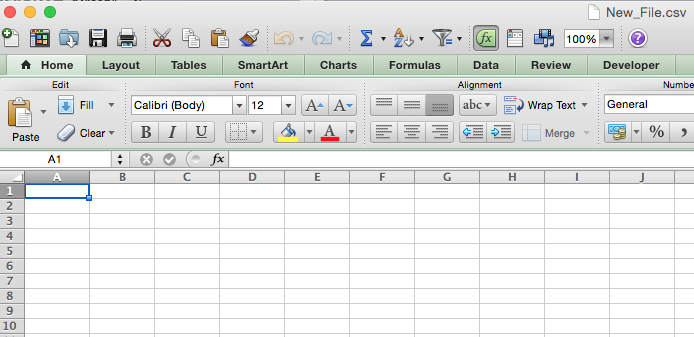 New_File.csv
Σ A Z fx 100% ?
Home Layout Tables SmartArt Charts Formulas Data Review Developer
Edit Font Alignment Numbe
Fill Calibri (Body) 12 A A abc Wrap Text General
Paste Clear B I U A Merge % ,
A1 fx
A B C D E F G H I J
1
2
3
4
5
6
7
8
9
10